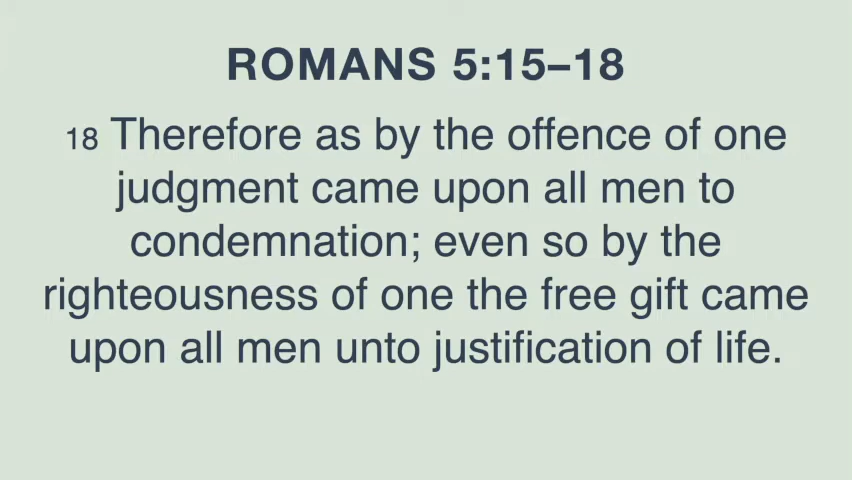 ROMANS 5:15–18
18 Therefore as by the offence of one
judgment came upon all men to
condemnation; even so by the
righteousness of one the free gift came
upon all men unto justification of life.